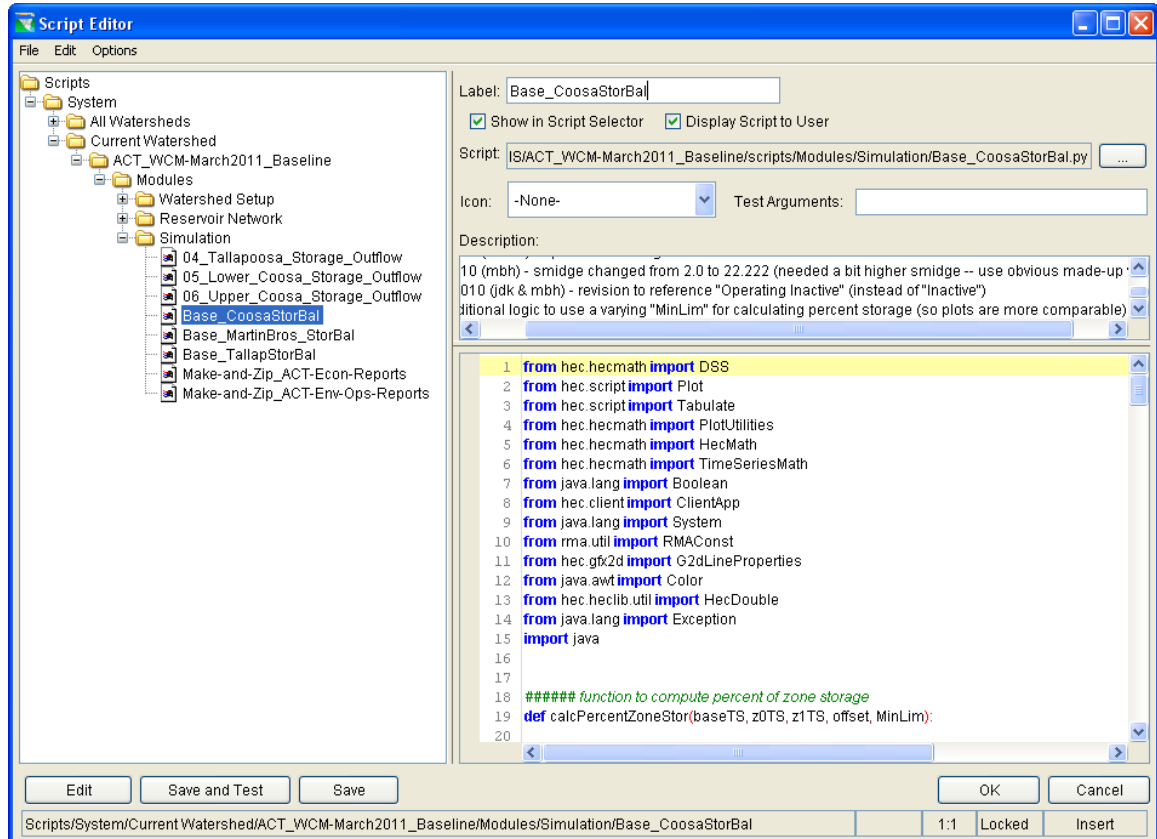 Script Editor
File Edit Options
Scripts
System
All Watersheds
Current Watershed
ACT_WCM-March2011_Baseline
Modules
Watershed Setup
Reservoir Network
Simulation
04_Tallapoosa_Storage_Outflow
05_Lower_Coosa_Storage_Outflow
06_Upper_Coosa_Storage_Outflow
Base_CoosaStorBal
Base_MartinBros_StorBal
Base_TallapStorBal
Make-and-Zip_ACT-Econ-Reports
Make-and-Zip_ACT-Env-Ops-Reports
Label: Base_CoosaStorBal
Show in Script Selector Display Script to User
Script: IS/ACT_WCM-March2011_Baseline/scripts/Modules/Simulation/Base_CoosaStorBal.py ...
Icon: -None- Test Arguments:
Description:
10 (mbh) - smidge changed from 2.0 to 22.222 (needed a bit higher smidge -- use obvious made-up
010 (jdk & mbh) - revision to reference "Operating Inactive" (instead of "Inactive")
ditional logic to use a varying "MinLim" for calculating percent storage (so plots are more comparable)
1 from hec.hecmath import DSS
2 from hec.script import Plot
3 from hec.script import Tabulate
4 from hec.hecmath import PlotUtilities
5 from hec.hecmath import HecMath
6 from hec.hecmath import TimeSeriesMath
7 from java.lang import Boolean
8 from hec.client import ClientApp
9 from java.lang import System
10 from rma.util import RMAConst
11 from hec.gfx2d import G2dLineProperties
12 from java.awt import Color
13 from hec.heclib.util import HecDouble
14 from java.lang import Exception
15 import java
16
17
18 ###### function to compute percent of zone storage
19 def calcPercentZoneStor(baseTS, z0TS, z1TS, offset, MinLim):
20
Edit Save and Test Save OK Cancel
Scripts/System/Current Watershed/ACT_WCM-March2011_Baseline/Modules/Simulation/Base_CoosaStorBal 1:1 Locked Insert